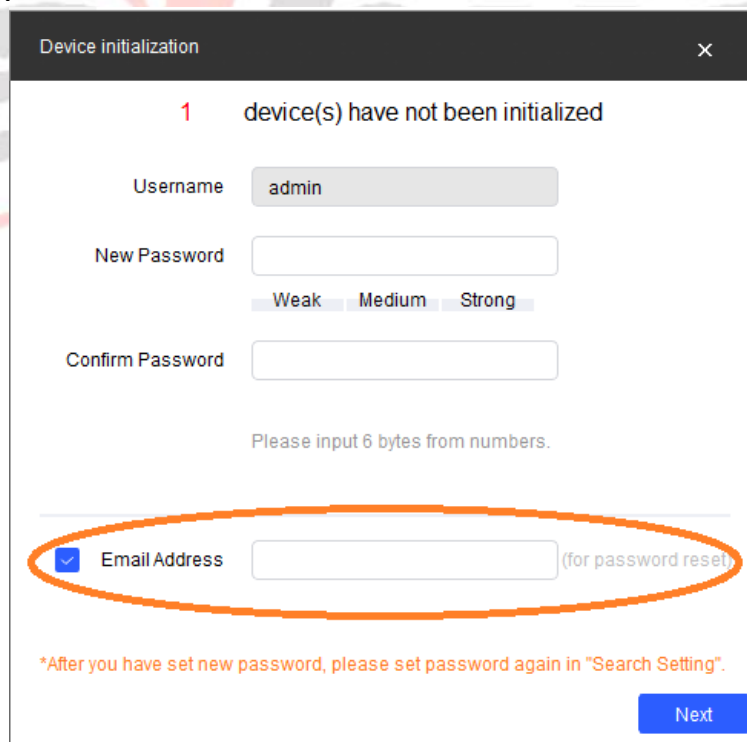 Device initialization
1 device(s) have not been initialized
Username admin
New Password
Weak Medium Strong
Confirm Password
Please input 6 bytes from numbers.
Email Address (for password reset)
*After you have set new password, please set password again in "Search Setting".
Next